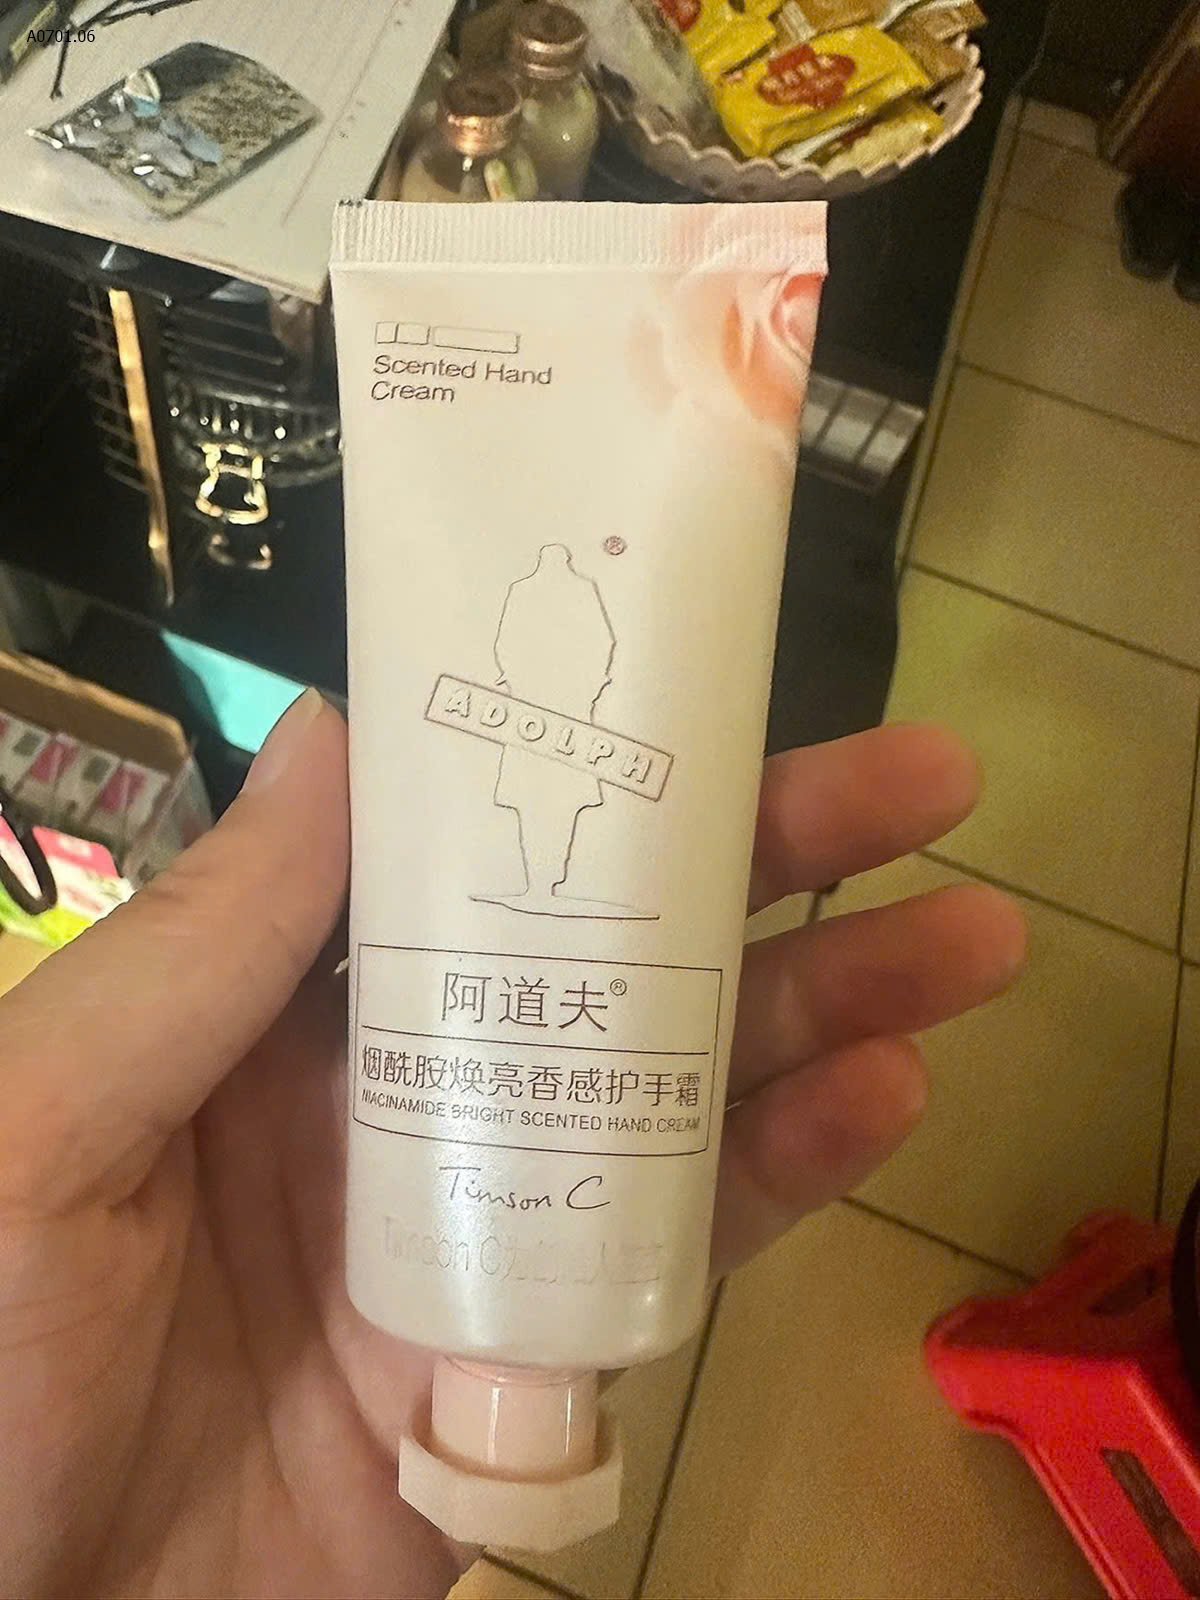 A0701.06
Scented Hand
Cream
®
ADOLPH
阿道夫®
烟酰胺焕亮香感护手霜
NIACINAMIDE BRIGHT SCENTED HAND CREAM
Timson C
Timson C